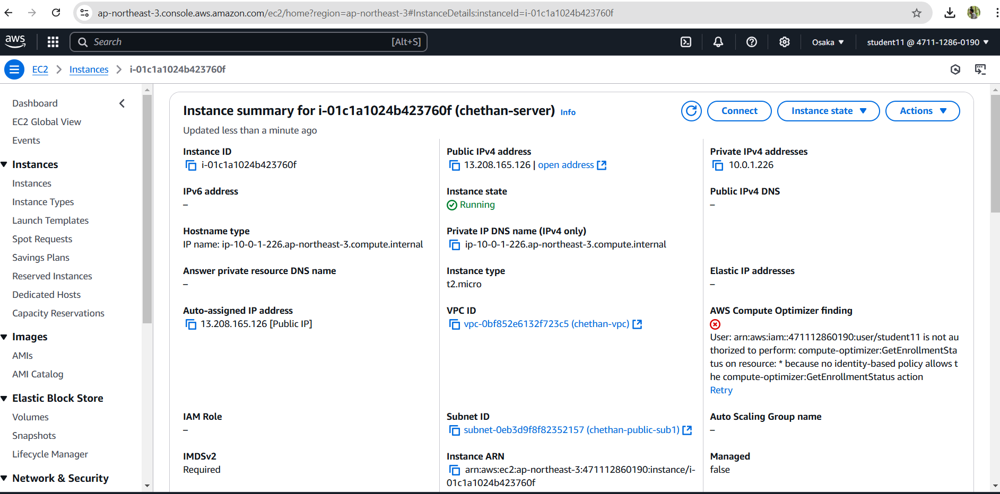 ap-northeast-3.console.aws.amazon.com/ec2/home?region=ap-northeast-3#InstanceDetails:instanceId=i-01c1a1024b423760f
aws
Search
[Alt+S]
Osaka
student11 @ 4711-1286-0190
EC2
Instances
i-01c1a1024b423760f
Dashboard
EC2 Global View
Events
Instances
Instances
Instance Types
Launch Templates
Spot Requests
Savings Plans
Reserved Instances
Dedicated Hosts
Capacity Reservations
Images
AMIs
AMI Catalog
Elastic Block Store
Volumes
Snapshots
Lifecycle Manager
Network & Security
Instance summary for i-01c1a1024b423760f (chethan-server) Info
Updated less than a minute ago
Connect
Instance state
Actions
Instance ID
i-01c1a1024b423760f
Public IPv4 address
13.208.165.126 | open address
Private IPv4 addresses
10.0.1.226
IPv6 address
–
Instance state
Running
Public IPv4 DNS
–
Hostname type
IP name: ip-10-0-1-226.ap-northeast-3.compute.internal
Private IP DNS name (IPv4 only)
ip-10-0-1-226.ap-northeast-3.compute.internal
Answer private resource DNS name
–
Instance type
t2.micro
Elastic IP addresses
–
Auto-assigned IP address
13.208.165.126 [Public IP]
VPC ID
vpc-0bf852e6132f723c5 (chethan-vpc)
AWS Compute Optimizer finding
User: arn:aws:iam::471112860190:user/student11 is not au
thorized to perform: compute-optimizer:GetEnrollmentSta
tus on resource: * because no identity-based policy allows t
he compute-optimizer:GetEnrollmentStatus action
Retry
IAM Role
–
Subnet ID
subnet-0eb3d9f8f82352157 (chethan-public-sub1)
Auto Scaling Group name
–
IMDSv2
Required
Instance ARN
arn:aws:ec2:ap-northeast-3:471112860190:instance/i-
01c1a1024b423760f
Managed
false